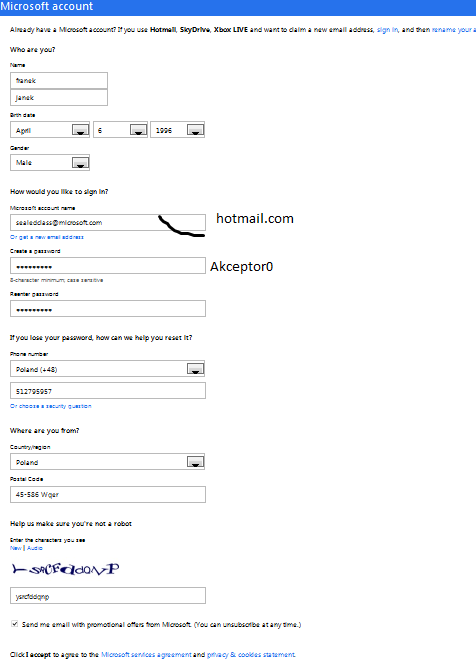 Microsoft account
Already have a Microsoft account? If you use Hotmail, SkyDrive, Xbox LIVE and want to claim a new email address, sign in, and then rename your a
Who are you?
Name
franek
janek
Birth date
April 6 1996
Gender
Male
How would you like to sign in?
Microsoft account name
sealedclass@microsoft.com hotmail.com
Or get a new email address
Create a password
••••••••• Akceptor0
8-character minimum; case sensitive
Reenter password
•••••••••
If you lose your password, how can we help you reset it?
Phone number
Poland (+48)
512795957
Or choose a security question
Where are you from?
Country/region
Poland
Postal Code
45-586 Wqer
Help us make sure you're not a robot
Enter the characters you see
New | Audio
ysrcfddqnp
Send me email with promotional offers from Microsoft. (You can unsubscribe at any time.)
Click I accept to agree to the Microsoft services agreement and privacy & cookies statement.